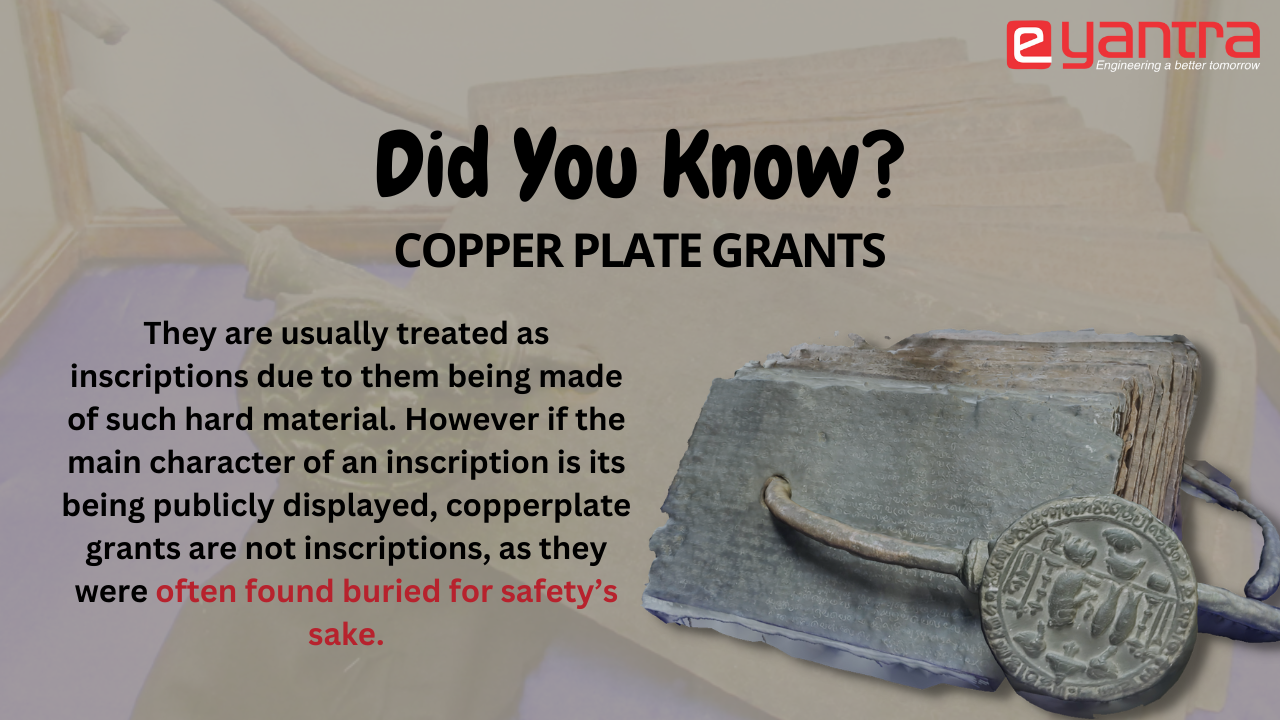 e yantra
Engineering a better tomorrow
Did You Know?
COPPER PLATE GRANTS
They are usually treated as
inscriptions due to them being made
of such hard material. However if the
main character of an inscription is its
being publicly displayed, copperplate
grants are not inscriptions, as they
were often found buried for safety’s
sake.